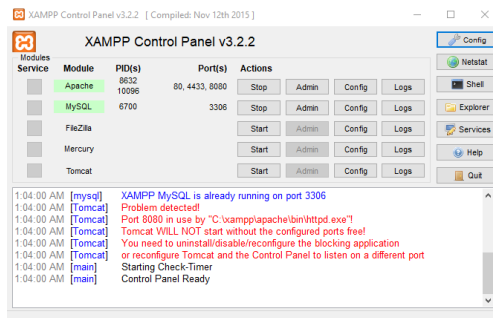 XAMPP Control Panel v3.2.2 [ Compiled: Nov 12th 2015 ]
XAMPP Control Panel v3.2.2
Config
Modules
Service Module PID(s) Port(s) Actions
Netstat
Apache 8632 10096 80, 4433, 8080 Stop Admin Config Logs
Shell
MySQL 6700 3306 Stop Admin Config Logs
Explorer
FileZilla Start Admin Config Logs
Services
Mercury Start Admin Config Logs
Help
Tomcat Start Admin Config Logs
Quit
1:04:00 AM [mysql] XAMPP MySQL is already running on port 3306
1:04:00 AM [Tomcat] Problem detected!
1:04:00 AM [Tomcat] Port 8080 in use by "C:\xampp\apache\bin\httpd.exe"!
1:04:00 AM [Tomcat] Tomcat WILL NOT start without the configured ports free!
1:04:00 AM [Tomcat] You need to uninstall/disable/reconfigure the blocking application
1:04:00 AM [Tomcat] or reconfigure Tomcat and the Control Panel to listen on a different port
1:04:00 AM [main] Starting Check-Timer
1:04:00 AM [main] Control Panel Ready